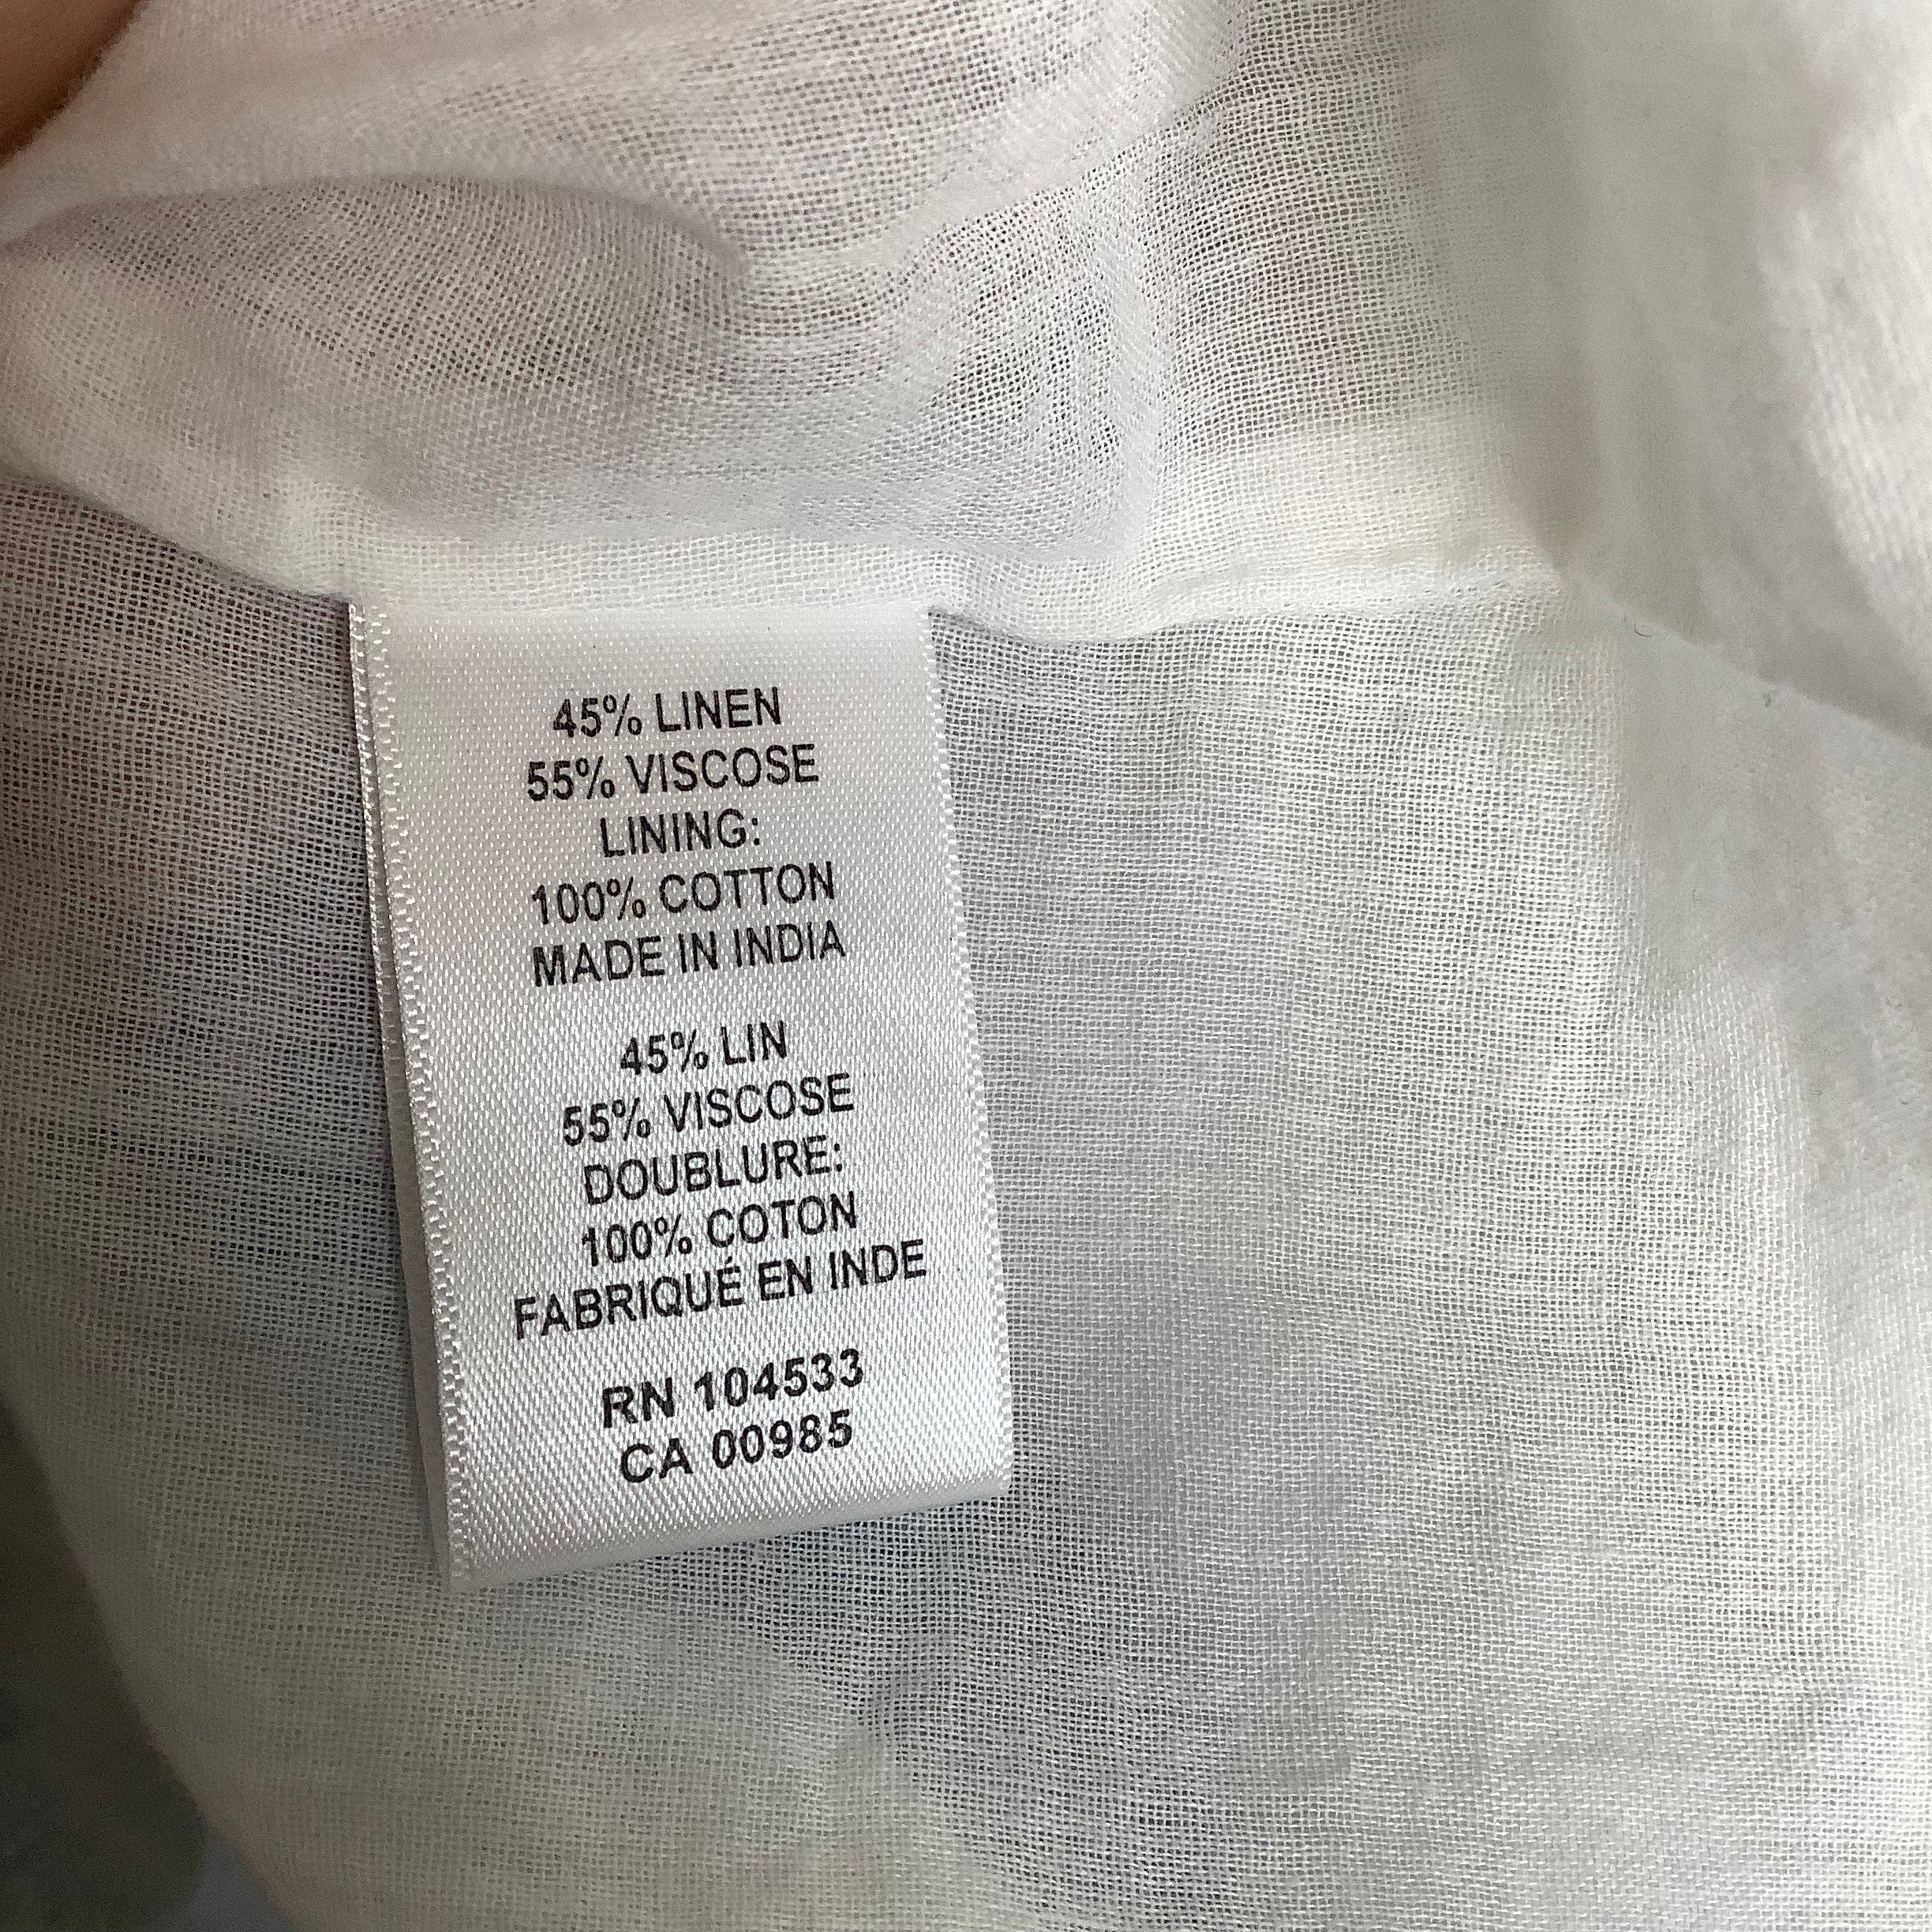 45% LINEN
55% VISCOSE
LINING:
100% COTTON
MADE IN INDIA
45% LIN
55% VISCOSE
DOUBLURE:
100% COTON
FABRIQUÉ EN INDE
RN 104533
CA 00985